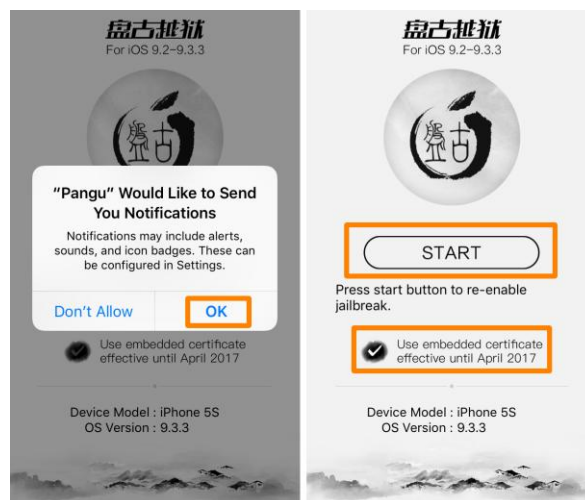 盘古越狱
For iOS 9.2-9.3.3
"Pangu" Would Like to Send
You Notifications
Notifications may include alerts,
sounds, and icon badges. These can
be configured in Settings.
Don't Allow
OK
Use embedded certificate
effective until April 2017
Device Model : iPhone 5S
OS Version : 9.3.3
盘古越狱
For iOS 9.2-9.3.3
START
Press start button to re-enable
jailbreak.
Use embedded certificate
effective until April 2017
Device Model : iPhone 5S
OS Version : 9.3.3